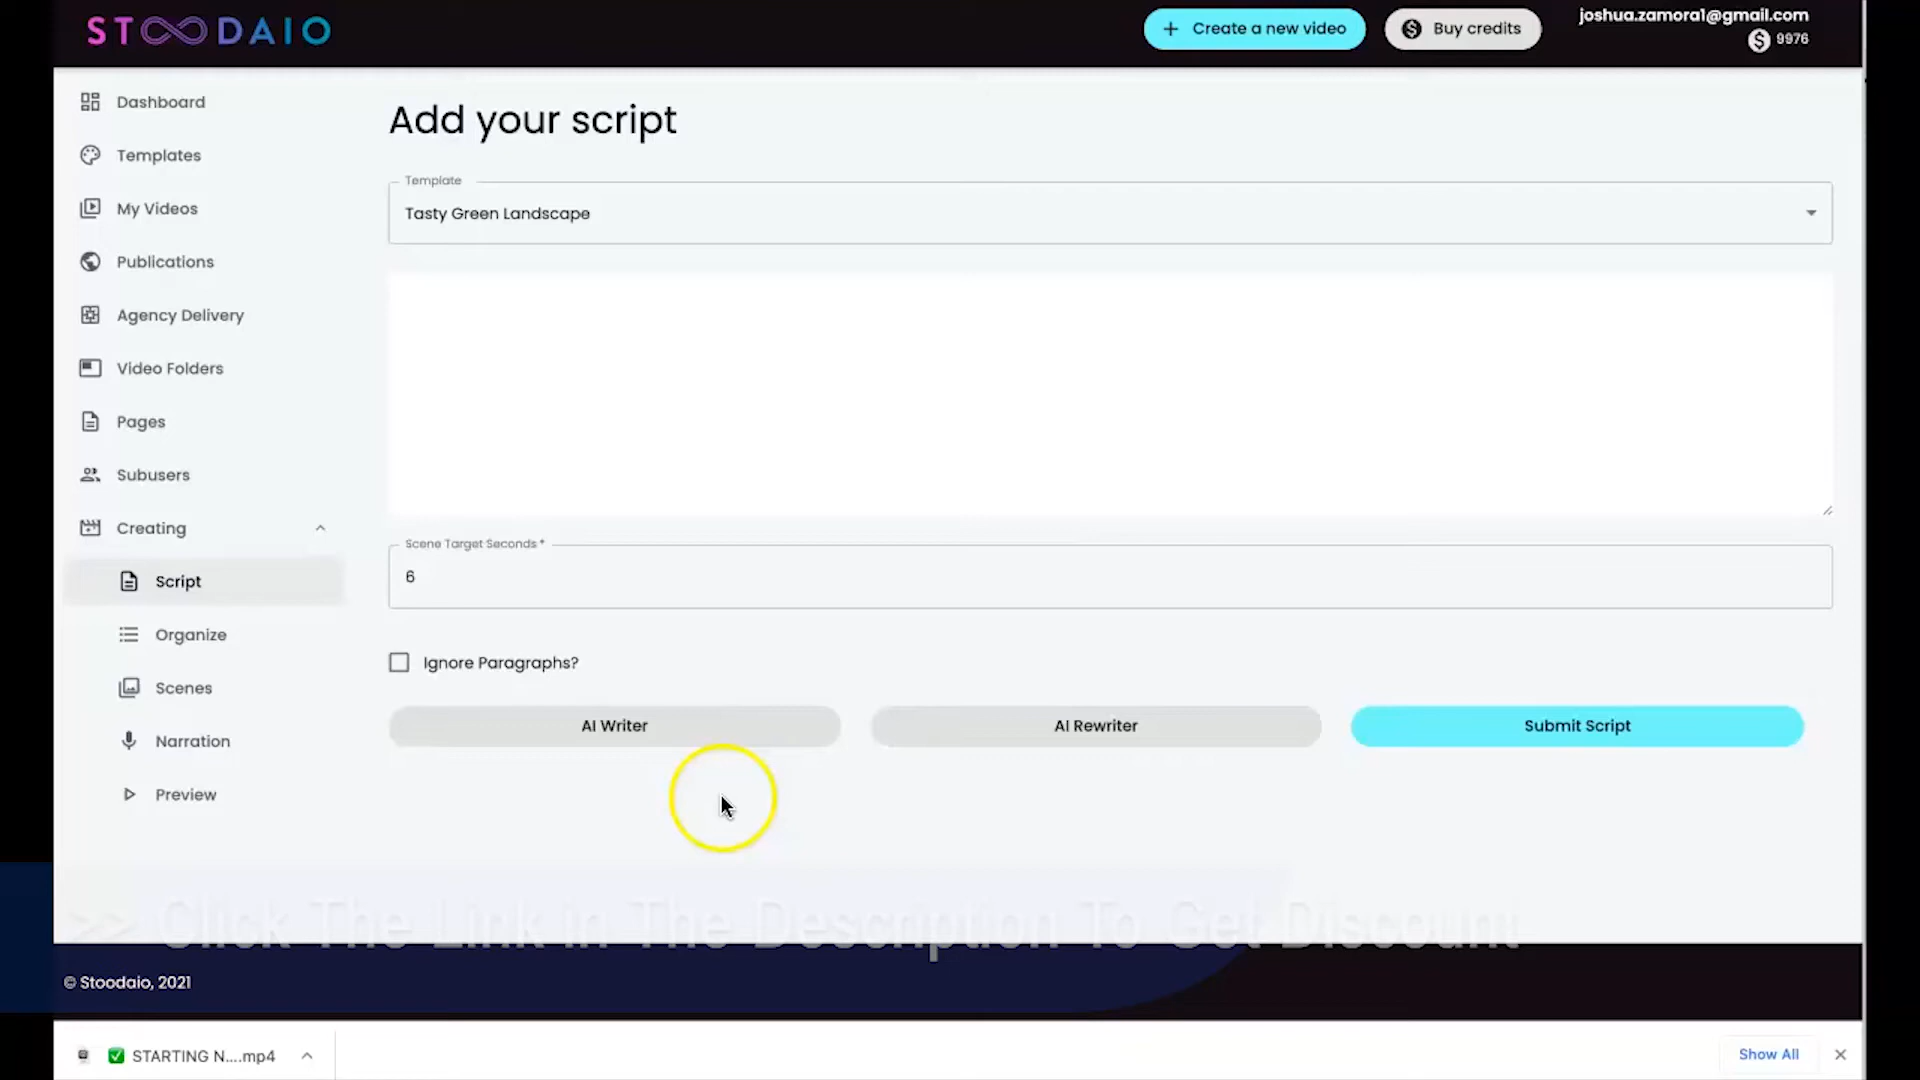 STOODAIO
+ Create a new video
Buy credits
joshua.zamora1@gmail.com
9976
Dashboard
Templates
My Videos
Publications
Agency Delivery
Video Folders
Pages
Subusers
Creating
Script
Organize
Scenes
Narration
Preview
Add your script
Template
Tasty Green Landscape
Scene Target Seconds *
6
Ignore Paragraphs?
AI Writer
AI Rewriter
Submit Script
>> Click The Link in The Description To Get Discount
© Stoodaio, 2021
STARTING N....mp4
Show All